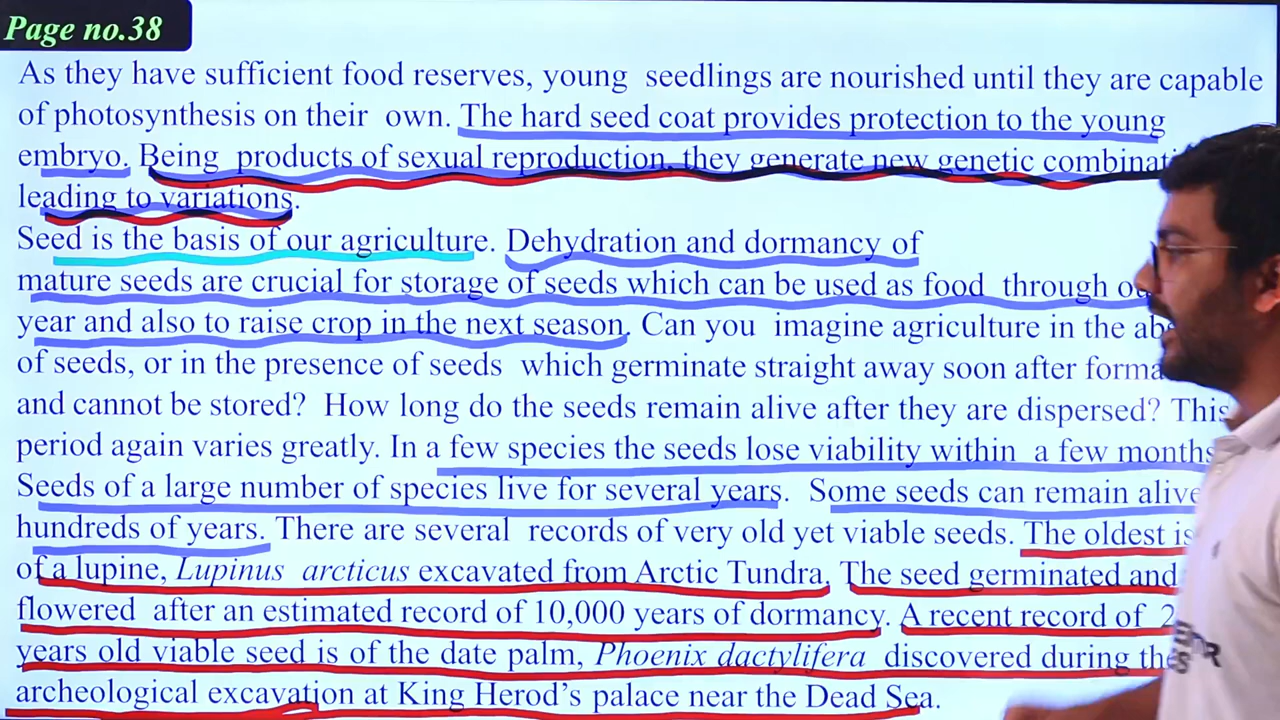 Page no.38
As they have sufficient food reserves, young seedlings are nourished until they are capable
of photosynthesis on their own. The hard seed coat provides protection to the young
embryo. Being products of sexual reproduction, they generate new genetic
leading to variations.
Seed is the basis of our agriculture. Dehydration and dormancy of
mature seeds are crucial for storage of seeds which can be used as food through
year and also to raise crop in the next season. Can you imagine agriculture in the
of seeds, or in the presence of seeds which germinate straight away soon after
and cannot be stored? How long do the seeds remain alive after they are dispersed? This
period again varies greatly. In a few species the seeds lose viability within a few months
Seeds of a large number of species live for several years. Some seeds can remain alive
hundreds of years. There are several records of very old yet viable seeds. The oldest is
of a lupine, Lupinus arcticus excavated from Arctic Tundra. The seed germinated and
flowered after an estimated record of 10,000 years of dormancy. A recent record of
years old viable seed is of the date palm, Phoenix dactylifera discovered during the
archeological excavation at King Herod's palace near the Dead Sea.